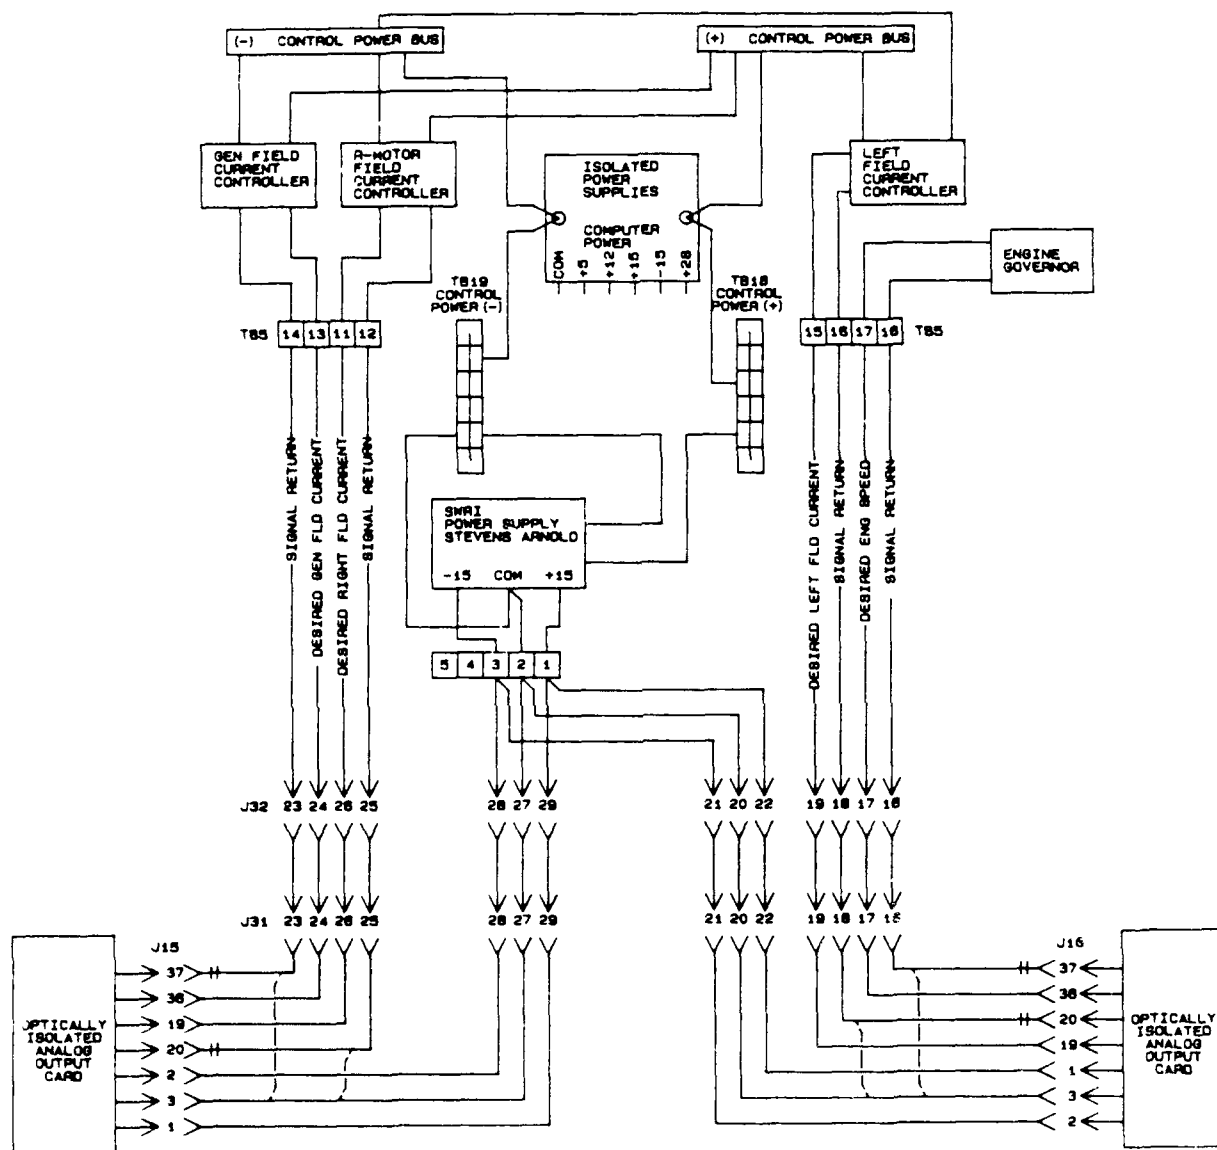 (-) CONTROL POWER BUS
(+) CONTROL POWER BUS
GEN FIELD
CURRENT
CONTROLLER
R-MOTOR
FIELD
CURRENT
CONTROLLER
ISOLATED
POWER
SUPPLIES
COMPUTER
POWER
COM
+5
+12
+15
-15
+28
LEFT
FIELD
CURRENT
CONTROLLER
ENGINE
GOVERNOR
TB19
CONTROL
POWER (-)
TB18
CONTROL
POWER (+)
TB5 14 13 11 12
15 16 17 18 TB5
SIGNAL RETURN
DESIRED GEN FLD CURRENT
DESIRED RIGHT FLD CURRENT
SIGNAL RETURN
DESIRED LEFT FLD CURRENT
SIGNAL RETURN
DESIRED ENG SPEED
SIGNAL RETURN
SWRI
POWER SUPPLY
STEVENS ARNOLD
-15 COM +15
5 4 3 2 1
J32 23 24 26 25 28 27 29 21 20 22 19 18 17 16
J31 23 24 26 25 28 27 29 21 20 22 19 18 17
J15
37
36
19
20
2
3
1
OPTICALLY
ISOLATED
ANALOG
OUTPUT
CARD
J16
37
36
20
19
1
3
2
OPTICALLY
ISOLATED
ANALOG
OUTPUT
CARD